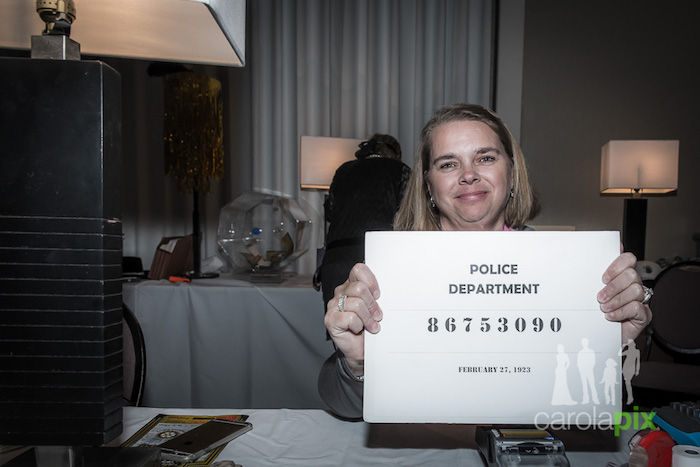 POLICE
DEPARTMENT
86753090
FEBRUARY 27, 1923
carolapix